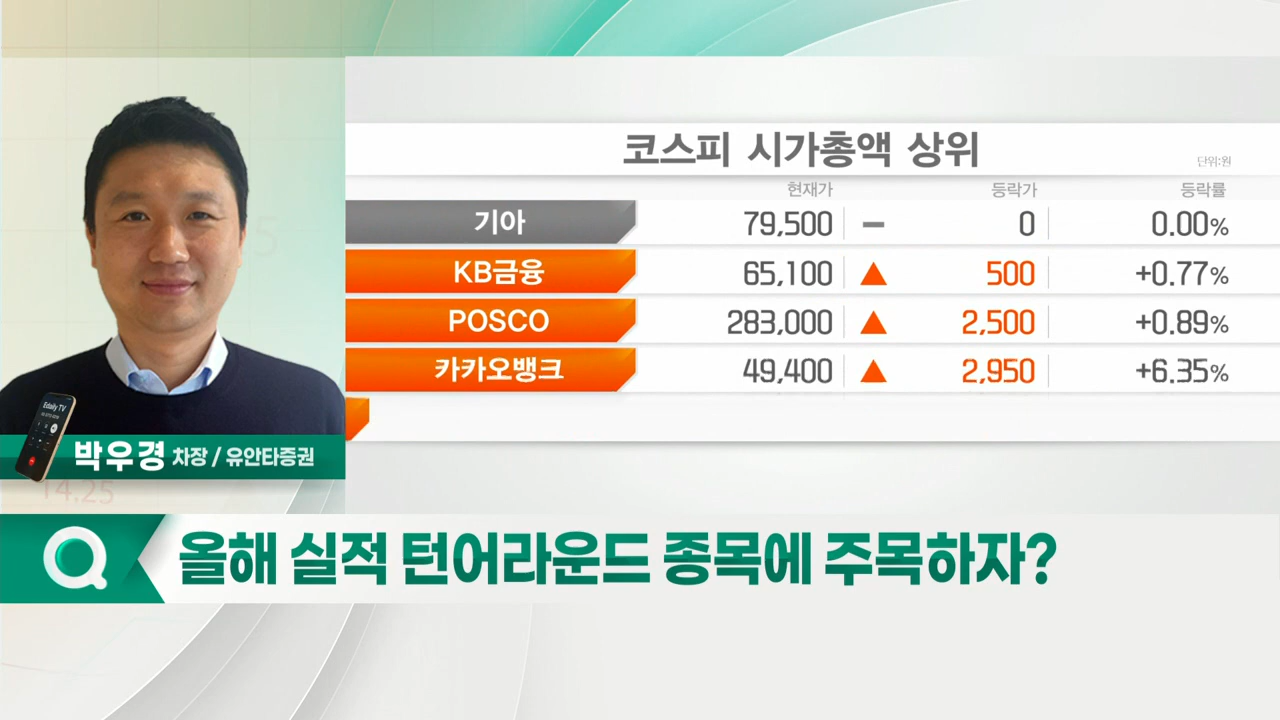 코스피 시가총액 상위
단위:원
현재가 등락가 등락률
기아 79,500 － 0 0.00%
KB금융 65,100 ▲ 500 +0.77%
POSCO 283,000 ▲ 2,500 +0.89%
카카오뱅크 49,400 ▲ 2,950 +6.35%
Edaily TV
박우경 차장 / 유안타증권
14.25
올해 실적 턴어라운드 종목에 주목하자?